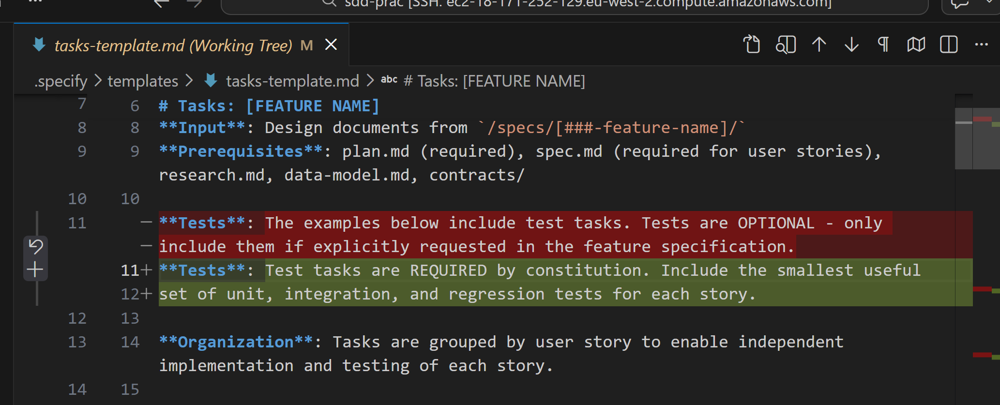 sdd-prac [SSH: ec2-18-171-252-129.eu-west-2.compute.amazonaws.com]
tasks-template.md (Working Tree) M
.specify > templates > tasks-template.md > abc # Tasks: [FEATURE NAME]
7 6 # Tasks: [FEATURE NAME]
8 8 **Input**: Design documents from `/specs/[###-feature-name]/`
9 9 **Prerequisites**: plan.md (required), spec.md (required for user stories),
research.md, data-model.md, contracts/
10 10
11 — **Tests**: The examples below include test tasks. Tests are OPTIONAL - only
— include them if explicitly requested in the feature specification.
11+ **Tests**: Test tasks are REQUIRED by constitution. Include the smallest useful
12+ set of unit, integration, and regression tests for each story.
12 13
13 14 **Organization**: Tasks are grouped by user story to enable independent
implementation and testing of each story.
14 15